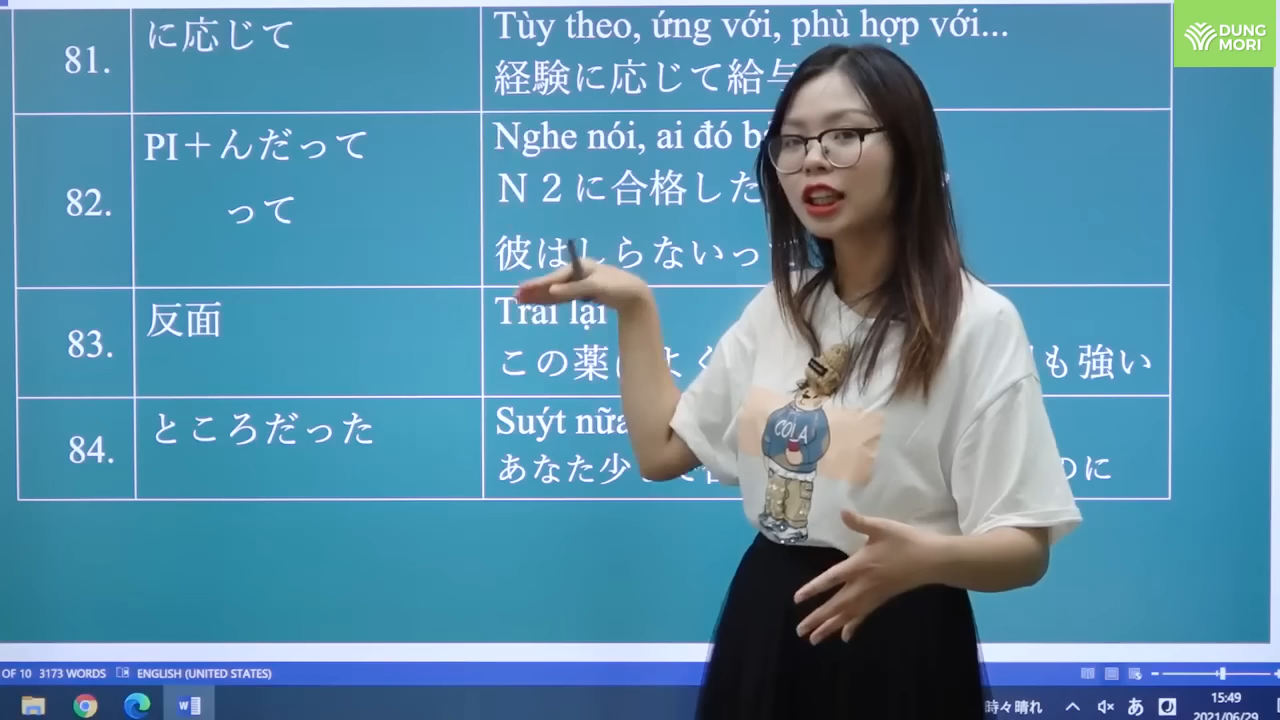 DUNG
MORI
81.
に応じて
Tùy theo, ứng với, phù hợp với...
経験に応じて給与
82.
PI＋んだって
って
Nghe nói, ai đó
Ｎ２に合格した
彼はしらないっ
83.
反面
Trái lại
この薬はよく
も強い
84.
ところだった
Suýt nữa
あなた少し
のに
COLA
OF 10 3173 WORDS ENGLISH (UNITED STATES)
時々晴れ あ 15:49
2021/06/29